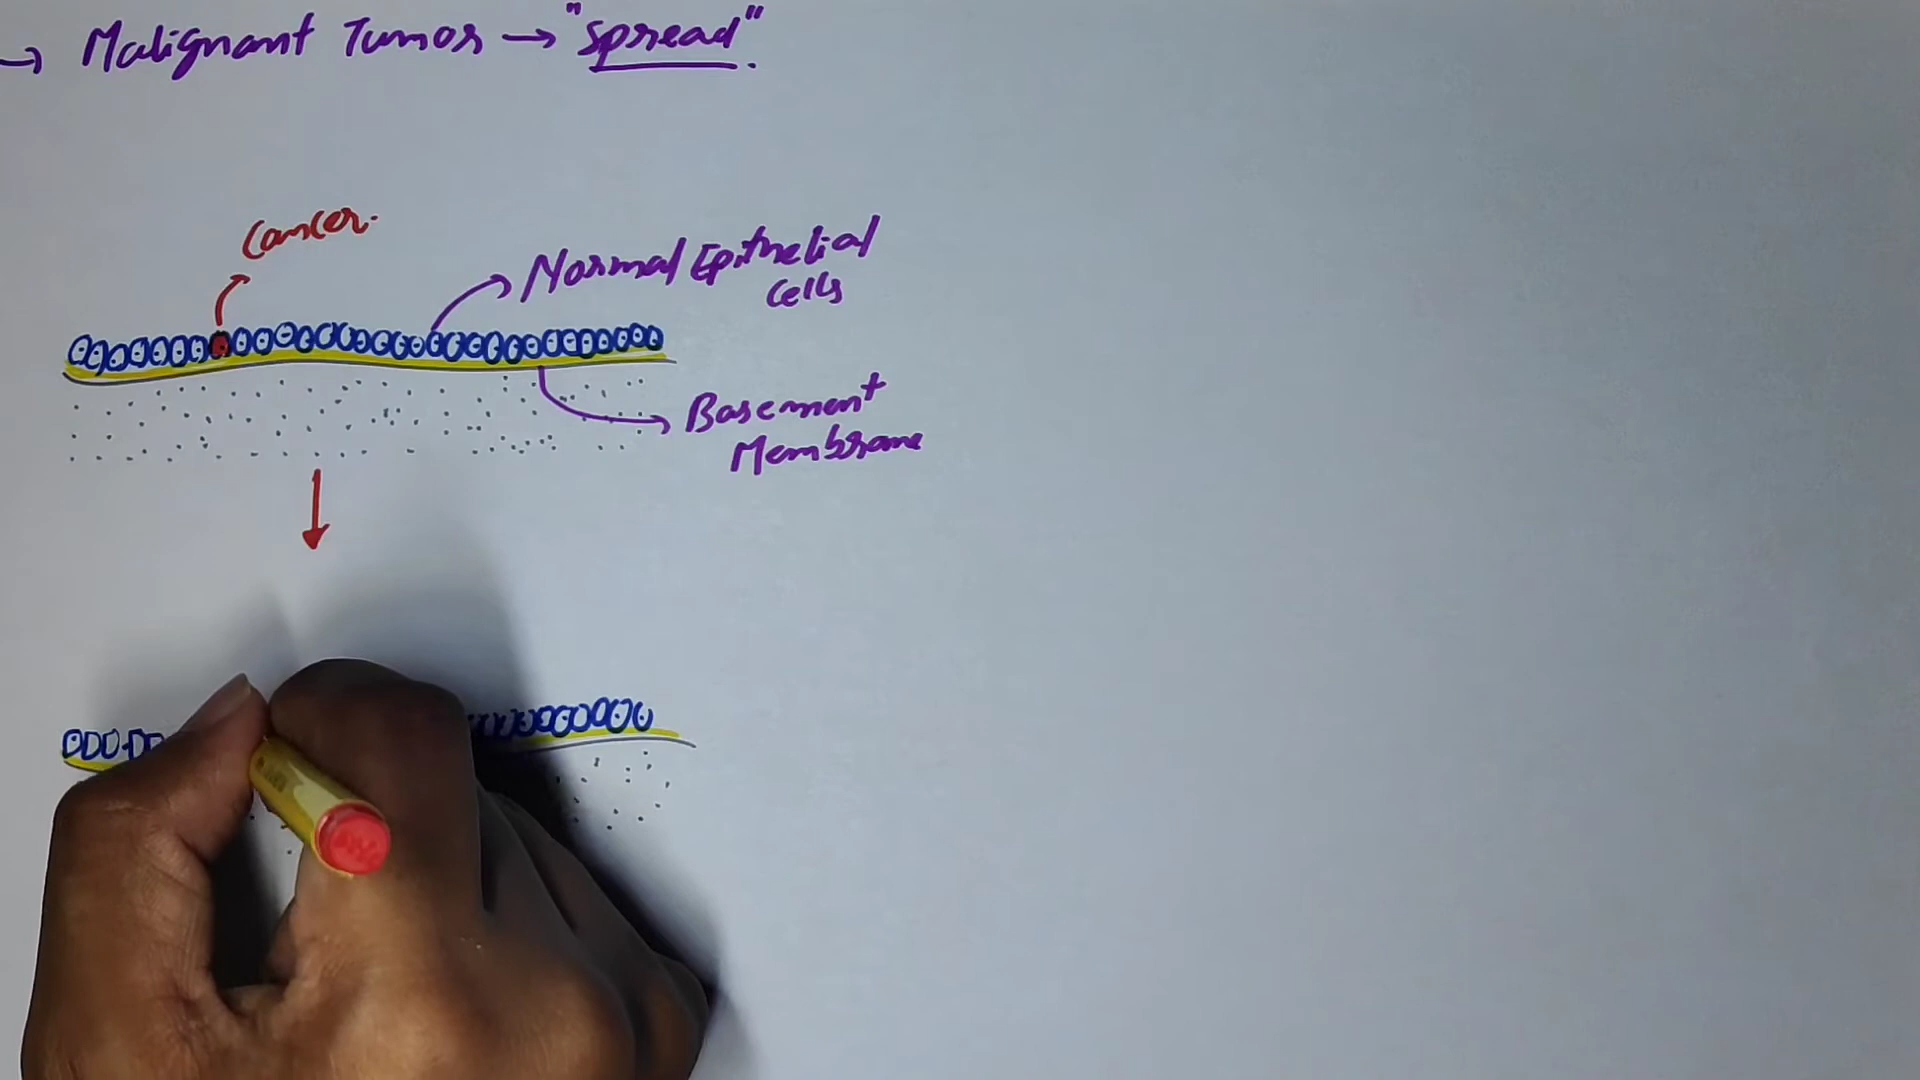 → Malignant Tumor → "Spread".
Cancer.
Normal Epithelial
Cells
Basement
Membrane